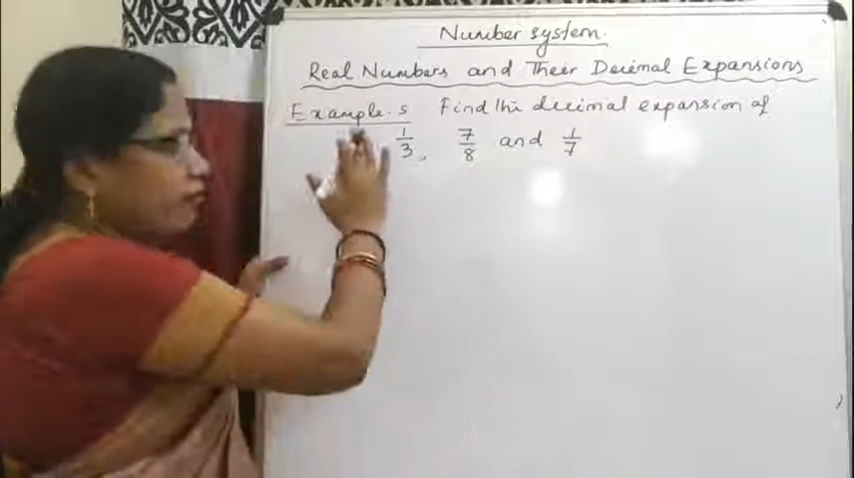 Number system.
Real Numbers and Their Decimal Expansions
Example.s Find the decimal expansion of
1/3, 7/8 and 1/7